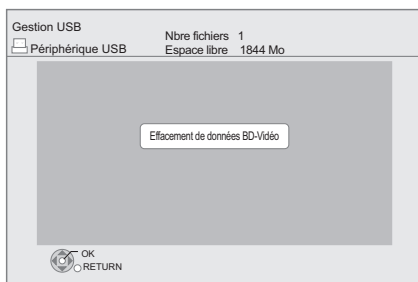 Gestion USB
Périphérique USB
Nbre fichiers 1
Espace libre 1844 Mo
Effacement de données BD-Vidéo
OK
RETURN